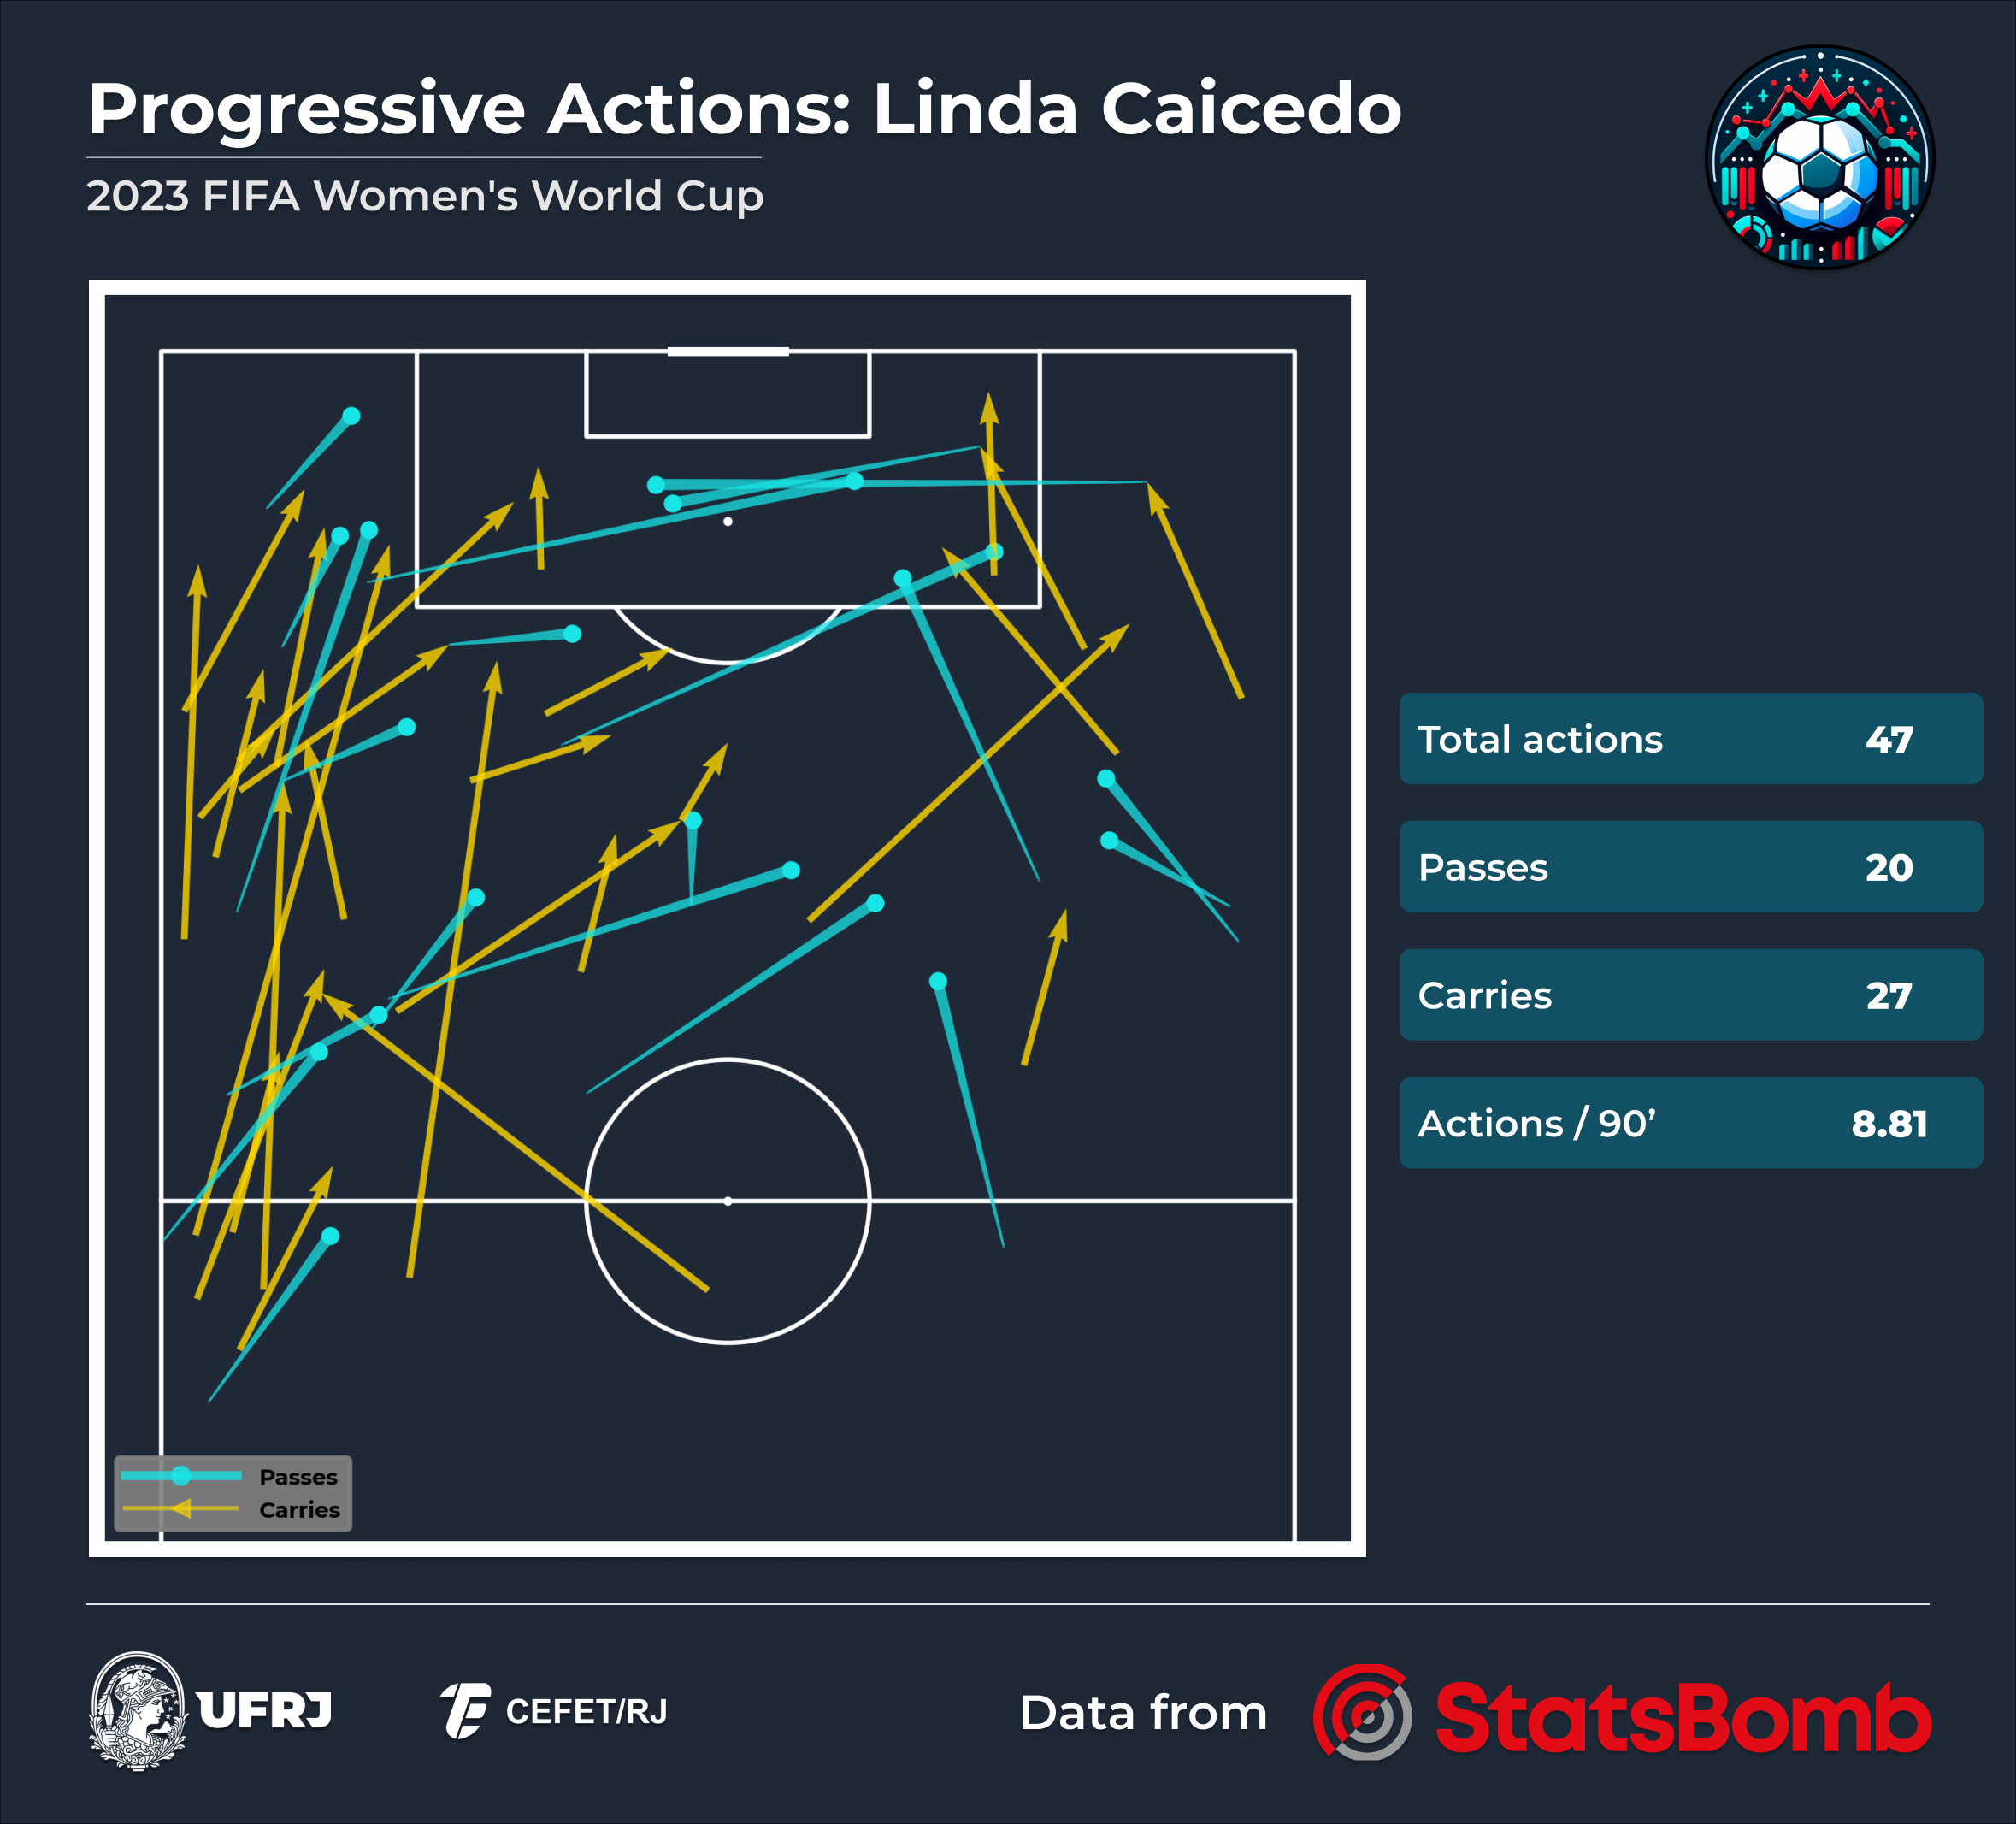 Progressive Actions: Linda Caicedo
2023 FIFA Women's World Cup
Total actions 47
Passes 20
Carries 27
Actions / 90’ 8.81
Passes
Carries
UFRJ
CEFET/RJ
Data from
StatsBomb